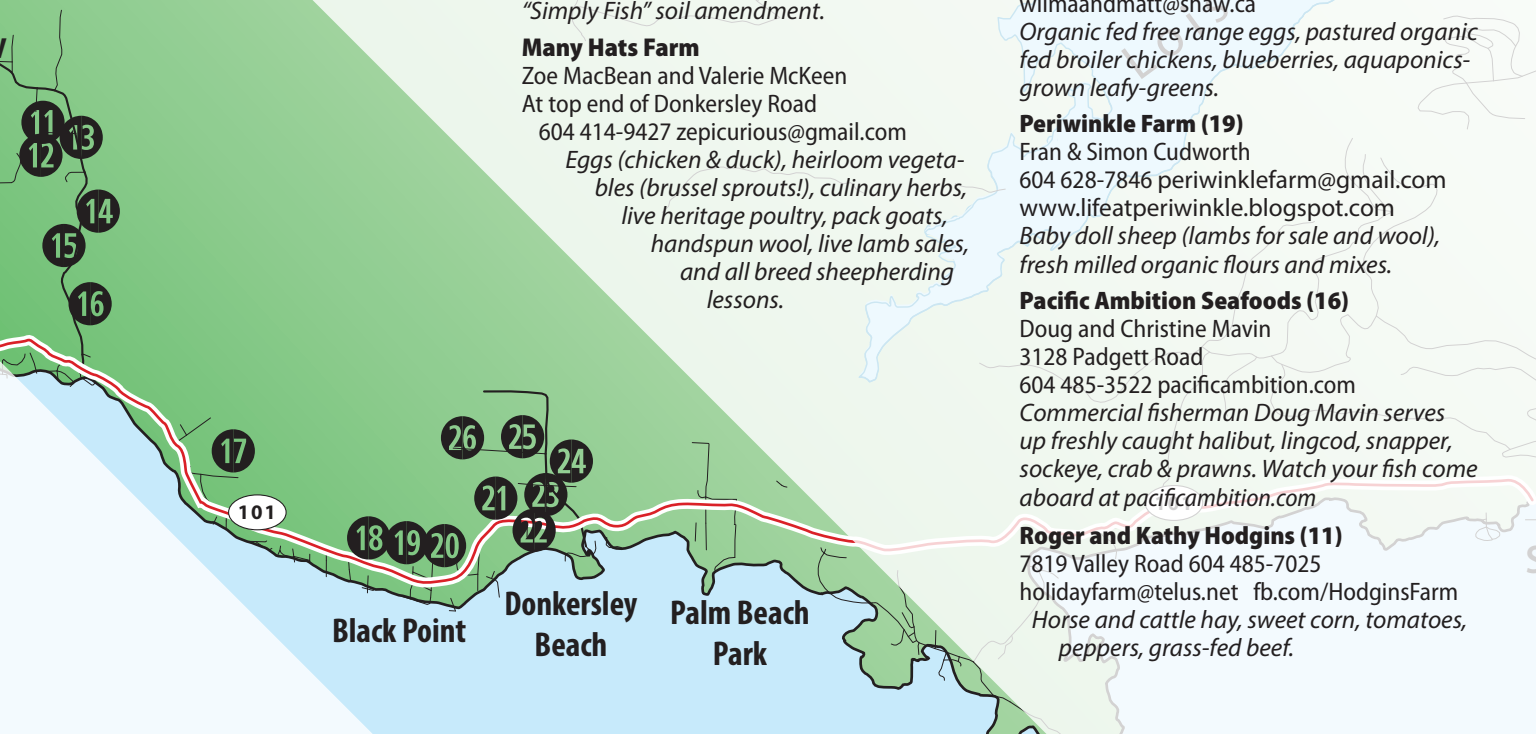 "Simply Fish" soil amendment.
Many Hats Farm
Zoe MacBean and Valerie McKeen
At top end of Donkersley Road
604 414-9427 zepicurious@gmail.com
Eggs (chicken & duck), heirloom vegeta-
bles (brussel sprouts!), culinary herbs,
live heritage poultry, pack goats,
handspun wool, live lamb sales,
and all breed sheepherding
lessons.
wilmaandmatt@shaw.ca
Organic fed free range eggs, pastured organic
fed broiler chickens, blueberries, aquaponics-
grown leafy-greens.
Periwinkle Farm (19)
Fran & Simon Cudworth
604 628-7846 periwinklefarm@gmail.com
www.lifeatperiwinkle.blogspot.com
Baby doll sheep (lambs for sale and wool),
fresh milled organic flours and mixes.
Pacific Ambition Seafoods (16)
Doug and Christine Mavin
3128 Padgett Road
604 485-3522 pacificambition.com
Commercial fisherman Doug Mavin serves
up freshly caught halibut, lingcod, snapper,
sockeye, crab & prawns. Watch your fish come
aboard at pacificambition.com
Roger and Kathy Hodgins (11)
7819 Valley Road 604 485-7025
holidayfarm@telus.net fb.com/HodginsFarm
Horse and cattle hay, sweet corn, tomatoes,
peppers, grass-fed beef.
11
13
12
14
15
16
17
101
18
19
20
21
22
23
24
25
26
Black Point
Donkersley
Beach
Palm Beach
Park